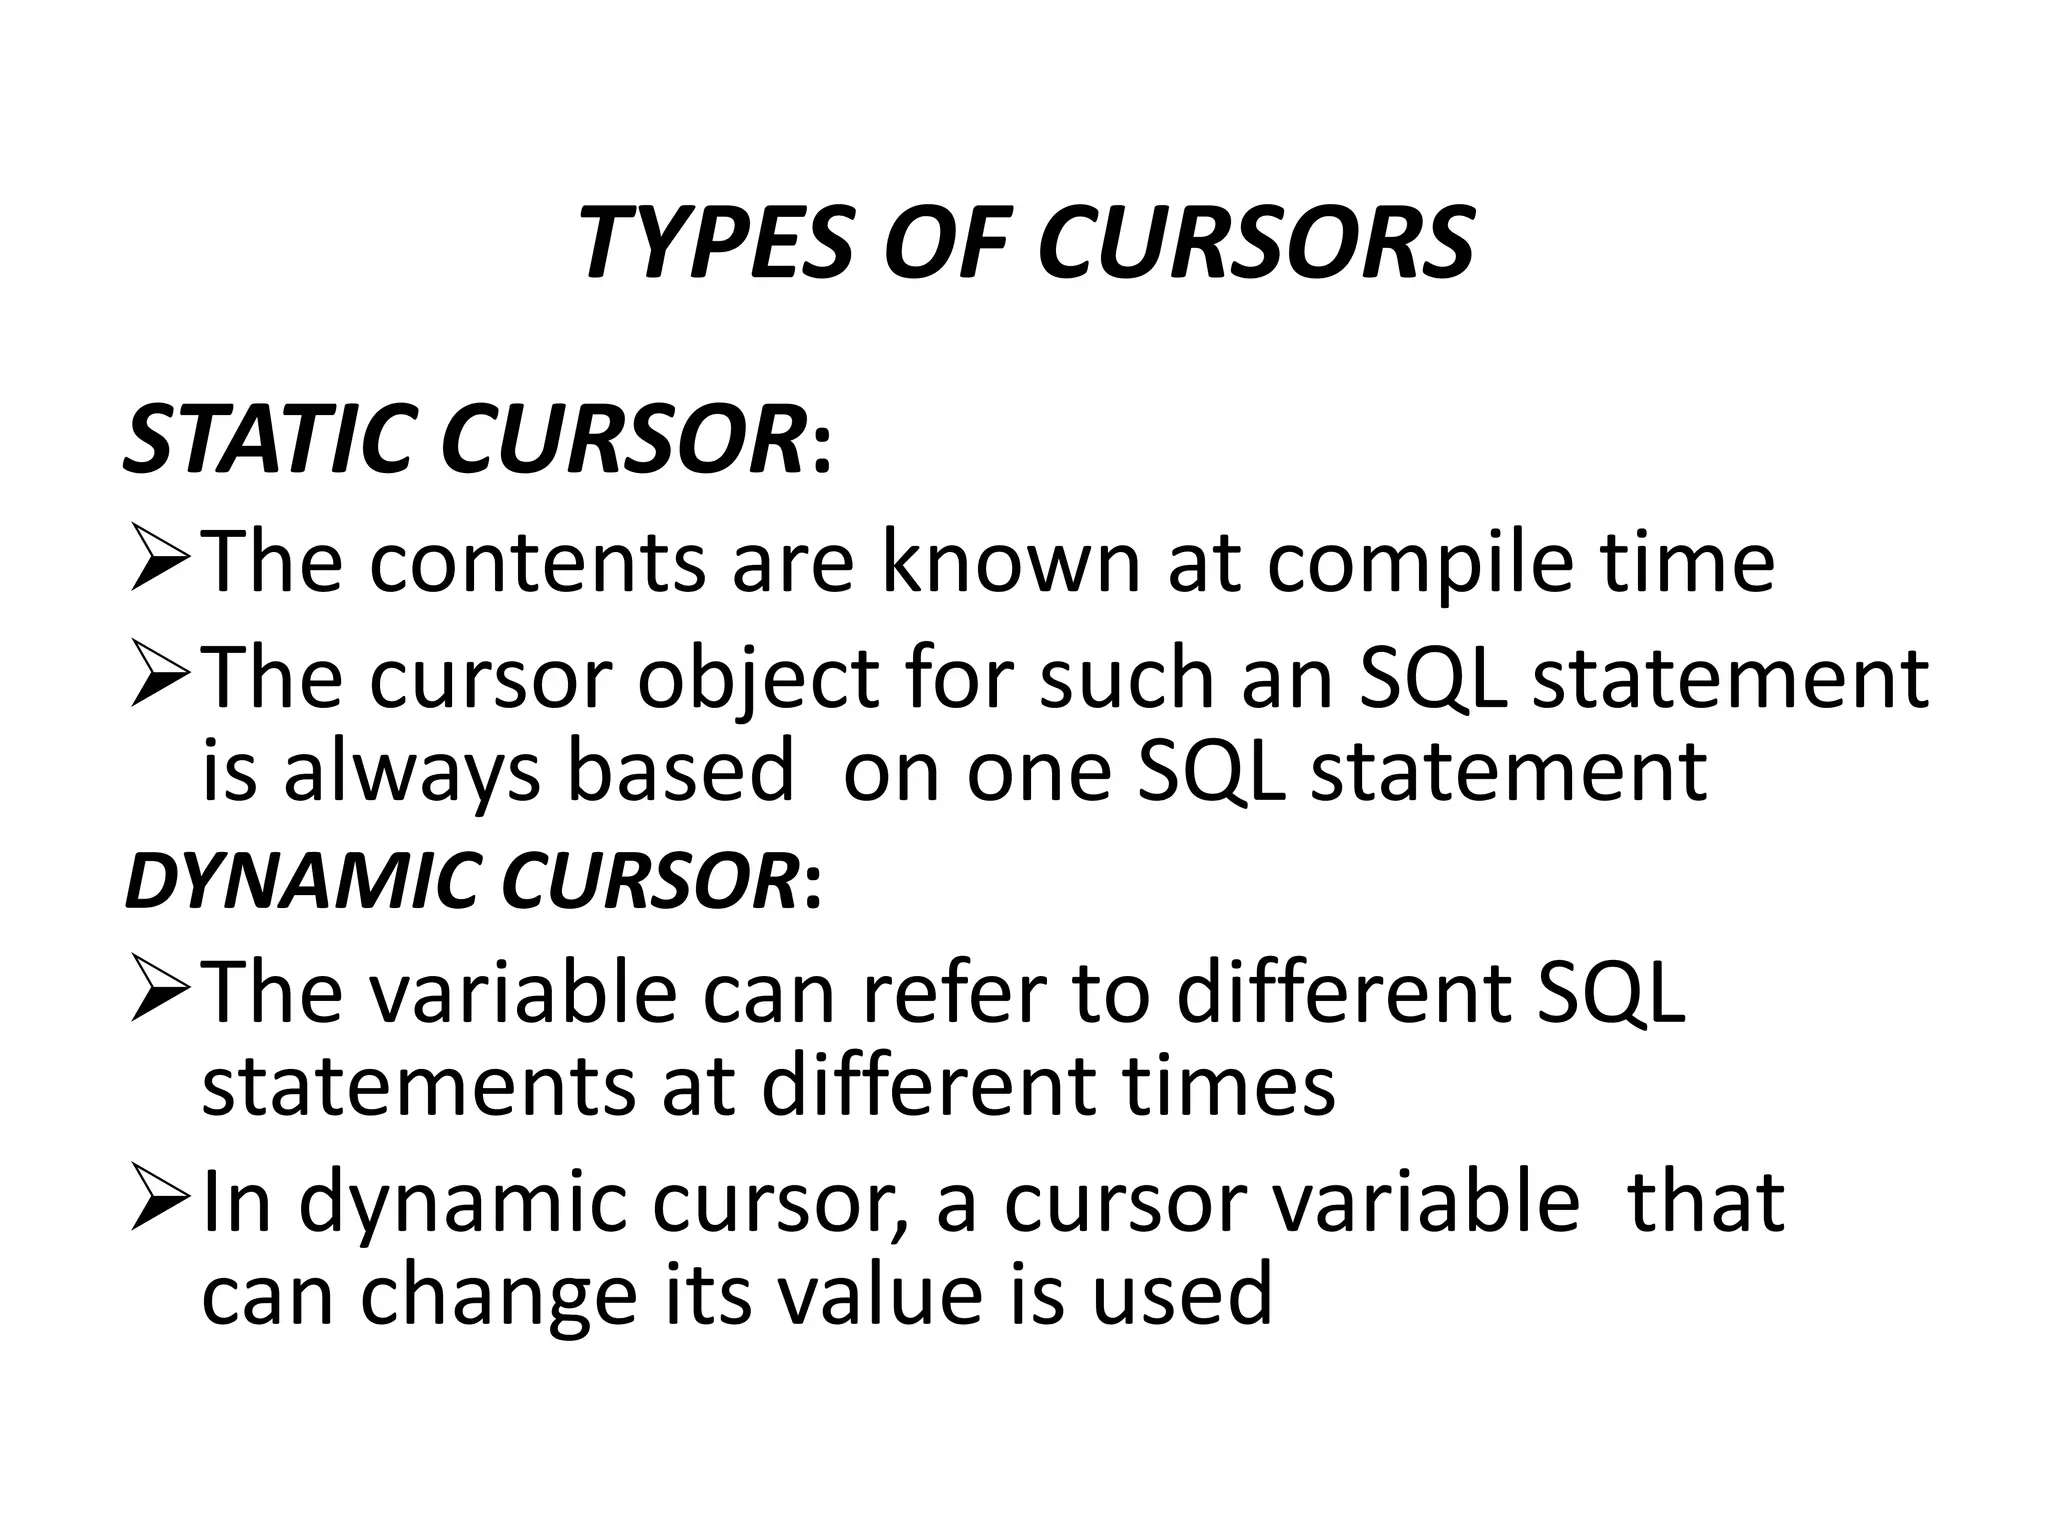 TYPES OF CURSORS
STATIC CURSOR:
➢The contents are known at compile time
➢The cursor object for such an SQL statement
is always based  on one SQL statement
DYNAMIC CURSOR:
➢The variable can refer to different SQL
statements at different times
➢In dynamic cursor, a cursor variable  that
can change its value is used